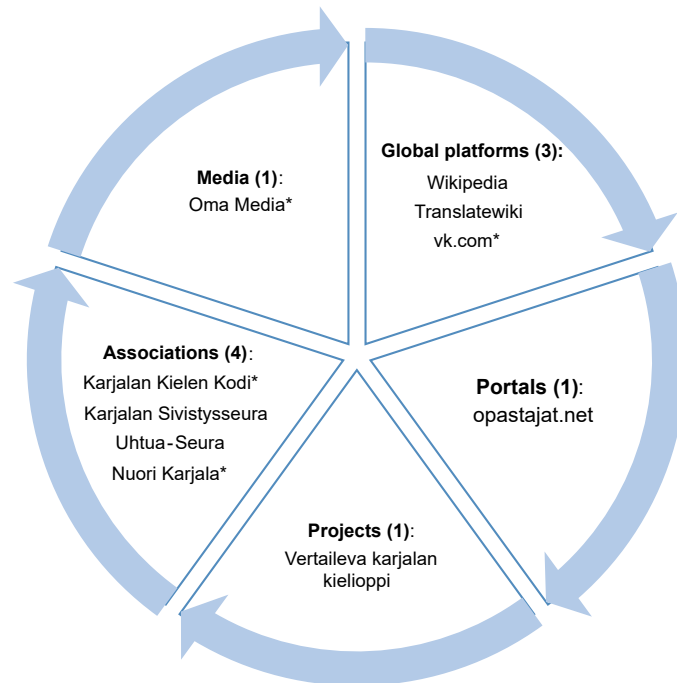 Media (1):
Oma Media*
Global platforms (3):
Wikipedia
Translatewiki
vk.com*
Portals (1):
opastajat.net
Projects (1):
Vertaileva karjalan
kielioppi
Associations (4):
Karjalan Kielen Kodi*
Karjalan Sivistysseura
Uhtua-Seura
Nuori Karjala*